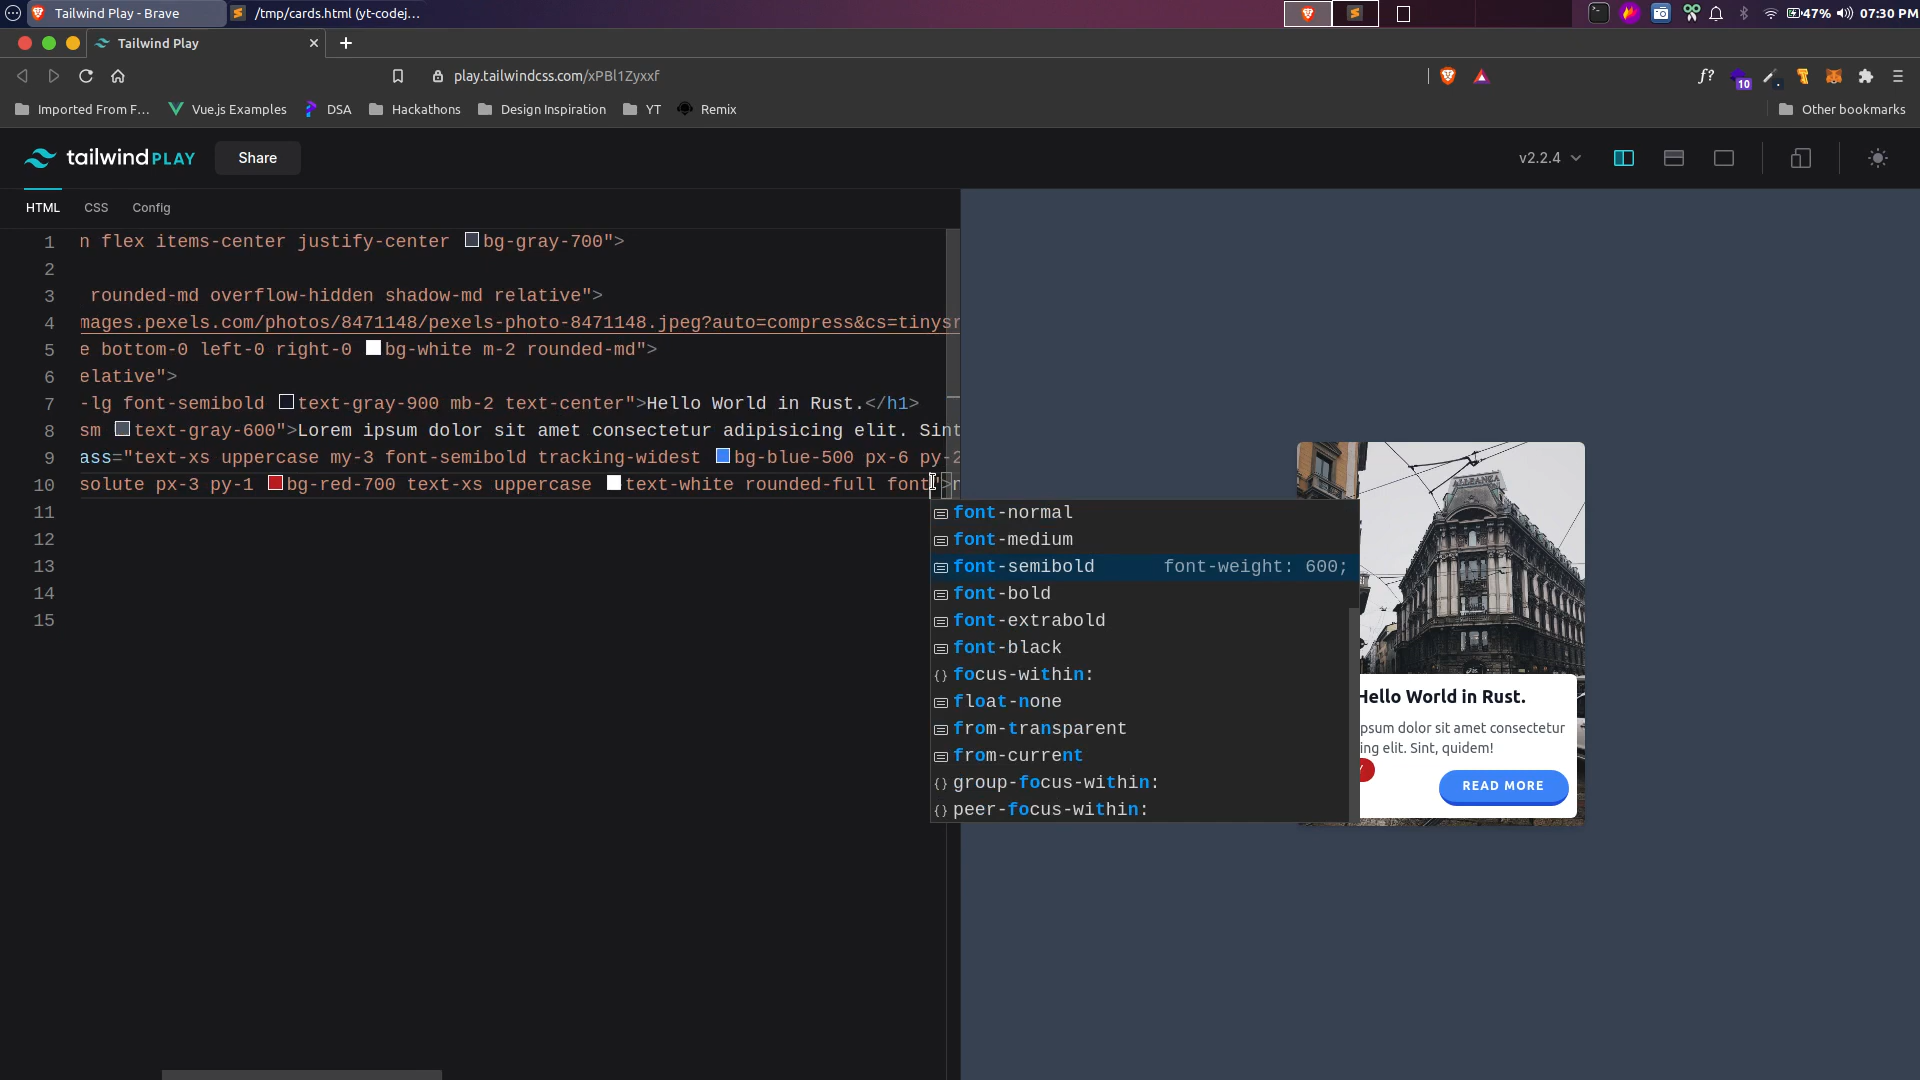 Tailwind Play - Brave
/tmp/cards.html (yt-codej...
47%
07:30 PM
Tailwind Play
play.tailwindcss.com/xPBl1Zyxxf
f?
10
Imported From F...
Vue.js Examples
DSA
Hackathons
Design Inspiration
YT
Remix
Other bookmarks
tailwind PLAY
Share
v2.2.4
HTML
CSS
Config
1 n flex items-center justify-center bg-gray-700">
2
3 rounded-md overflow-hidden shadow-md relative">
4 mages.pexels.com/photos/8471148/pexels-photo-8471148.jpeg?auto=compress&cs=tinysr
5 e bottom-0 left-0 right-0 bg-white m-2 rounded-md">
6 elative">
7 -lg font-semibold text-gray-900 mb-2 text-center">Hello World in Rust.</h1>
8 sm text-gray-600">Lorem ipsum dolor sit amet consectetur adipisicing elit. Sint
9 ass="text-xs uppercase my-3 font-semibold tracking-widest bg-blue-500 px-6 py-2
10 solute px-3 py-1 bg-red-700 text-xs uppercase text-white rounded-full font">n
11
12
13
14
15
font-normal
font-medium
font-semibold font-weight: 600;
font-bold
font-extrabold
font-black
focus-within:
float-none
from-transparent
from-current
group-focus-within:
peer-focus-within:
ALLEANZA
Hello World in Rust.
psum dolor sit amet consectetur
ing elit. Sint, quidem!
READ MORE